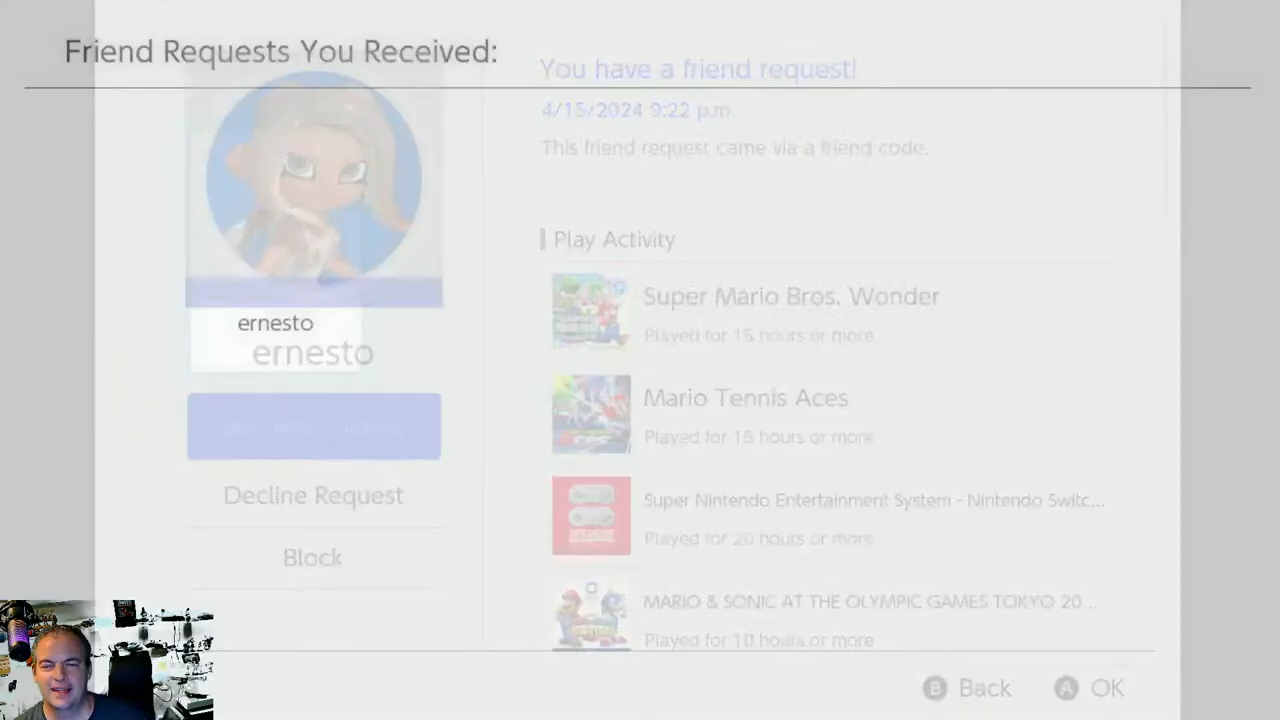 Friend Requests You Received:
You have a friend request!
4/15/2024 9:22 p.m.
This friend request came via a friend code.
Play Activity
ernesto
ernesto
Super Mario Bros. Wonder
Played for 15 hours or more
Mario Tennis Aces
Played for 15 hours or more
Decline Request
Super Nintendo Entertainment System - Nintendo Switc...
Played for 20 hours or more
Block
MARIO & SONIC AT THE OLYMPIC GAMES TOKYO 20...
Played for 10 hours or more
B Back
A OK